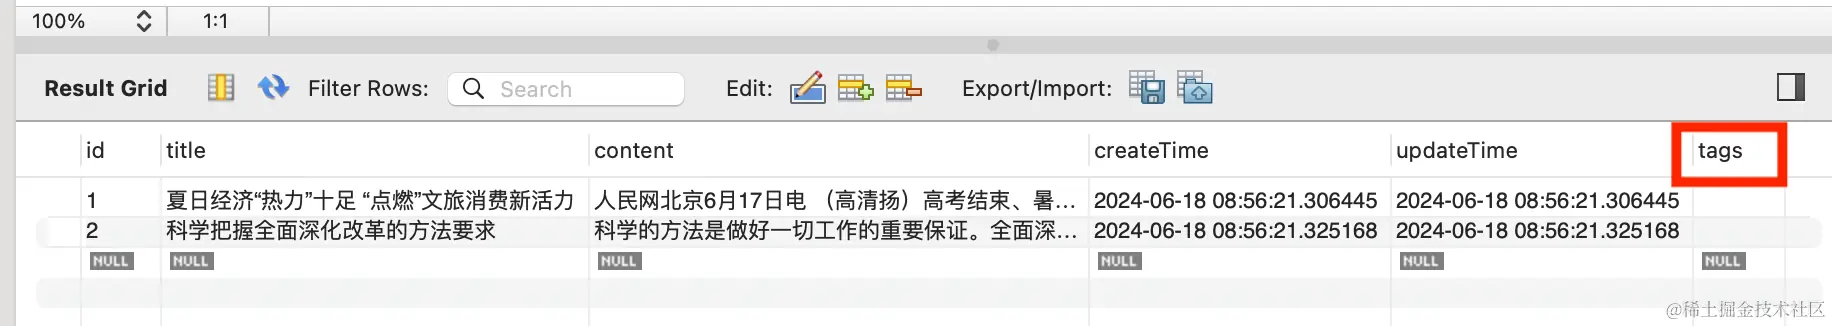 100% 1:1
Result Grid Filter Rows: Search Edit: Export/Import:
id title content createTime updateTime tags
1 夏日经济“热力”十足 “点燃”文旅消费新活力 人民网北京6月17日电 （高清扬）高考结束、暑... 2024-06-18 08:56:21.306445 2024-06-18 08:56:21.306445
2 科学把握全面深化改革的方法要求 科学的方法是做好一切工作的重要保证。全面深... 2024-06-18 08:56:21.325168 2024-06-18 08:56:21.325168
NULL NULL NULL NULL NULL NULL
@稀土掘金技术社区